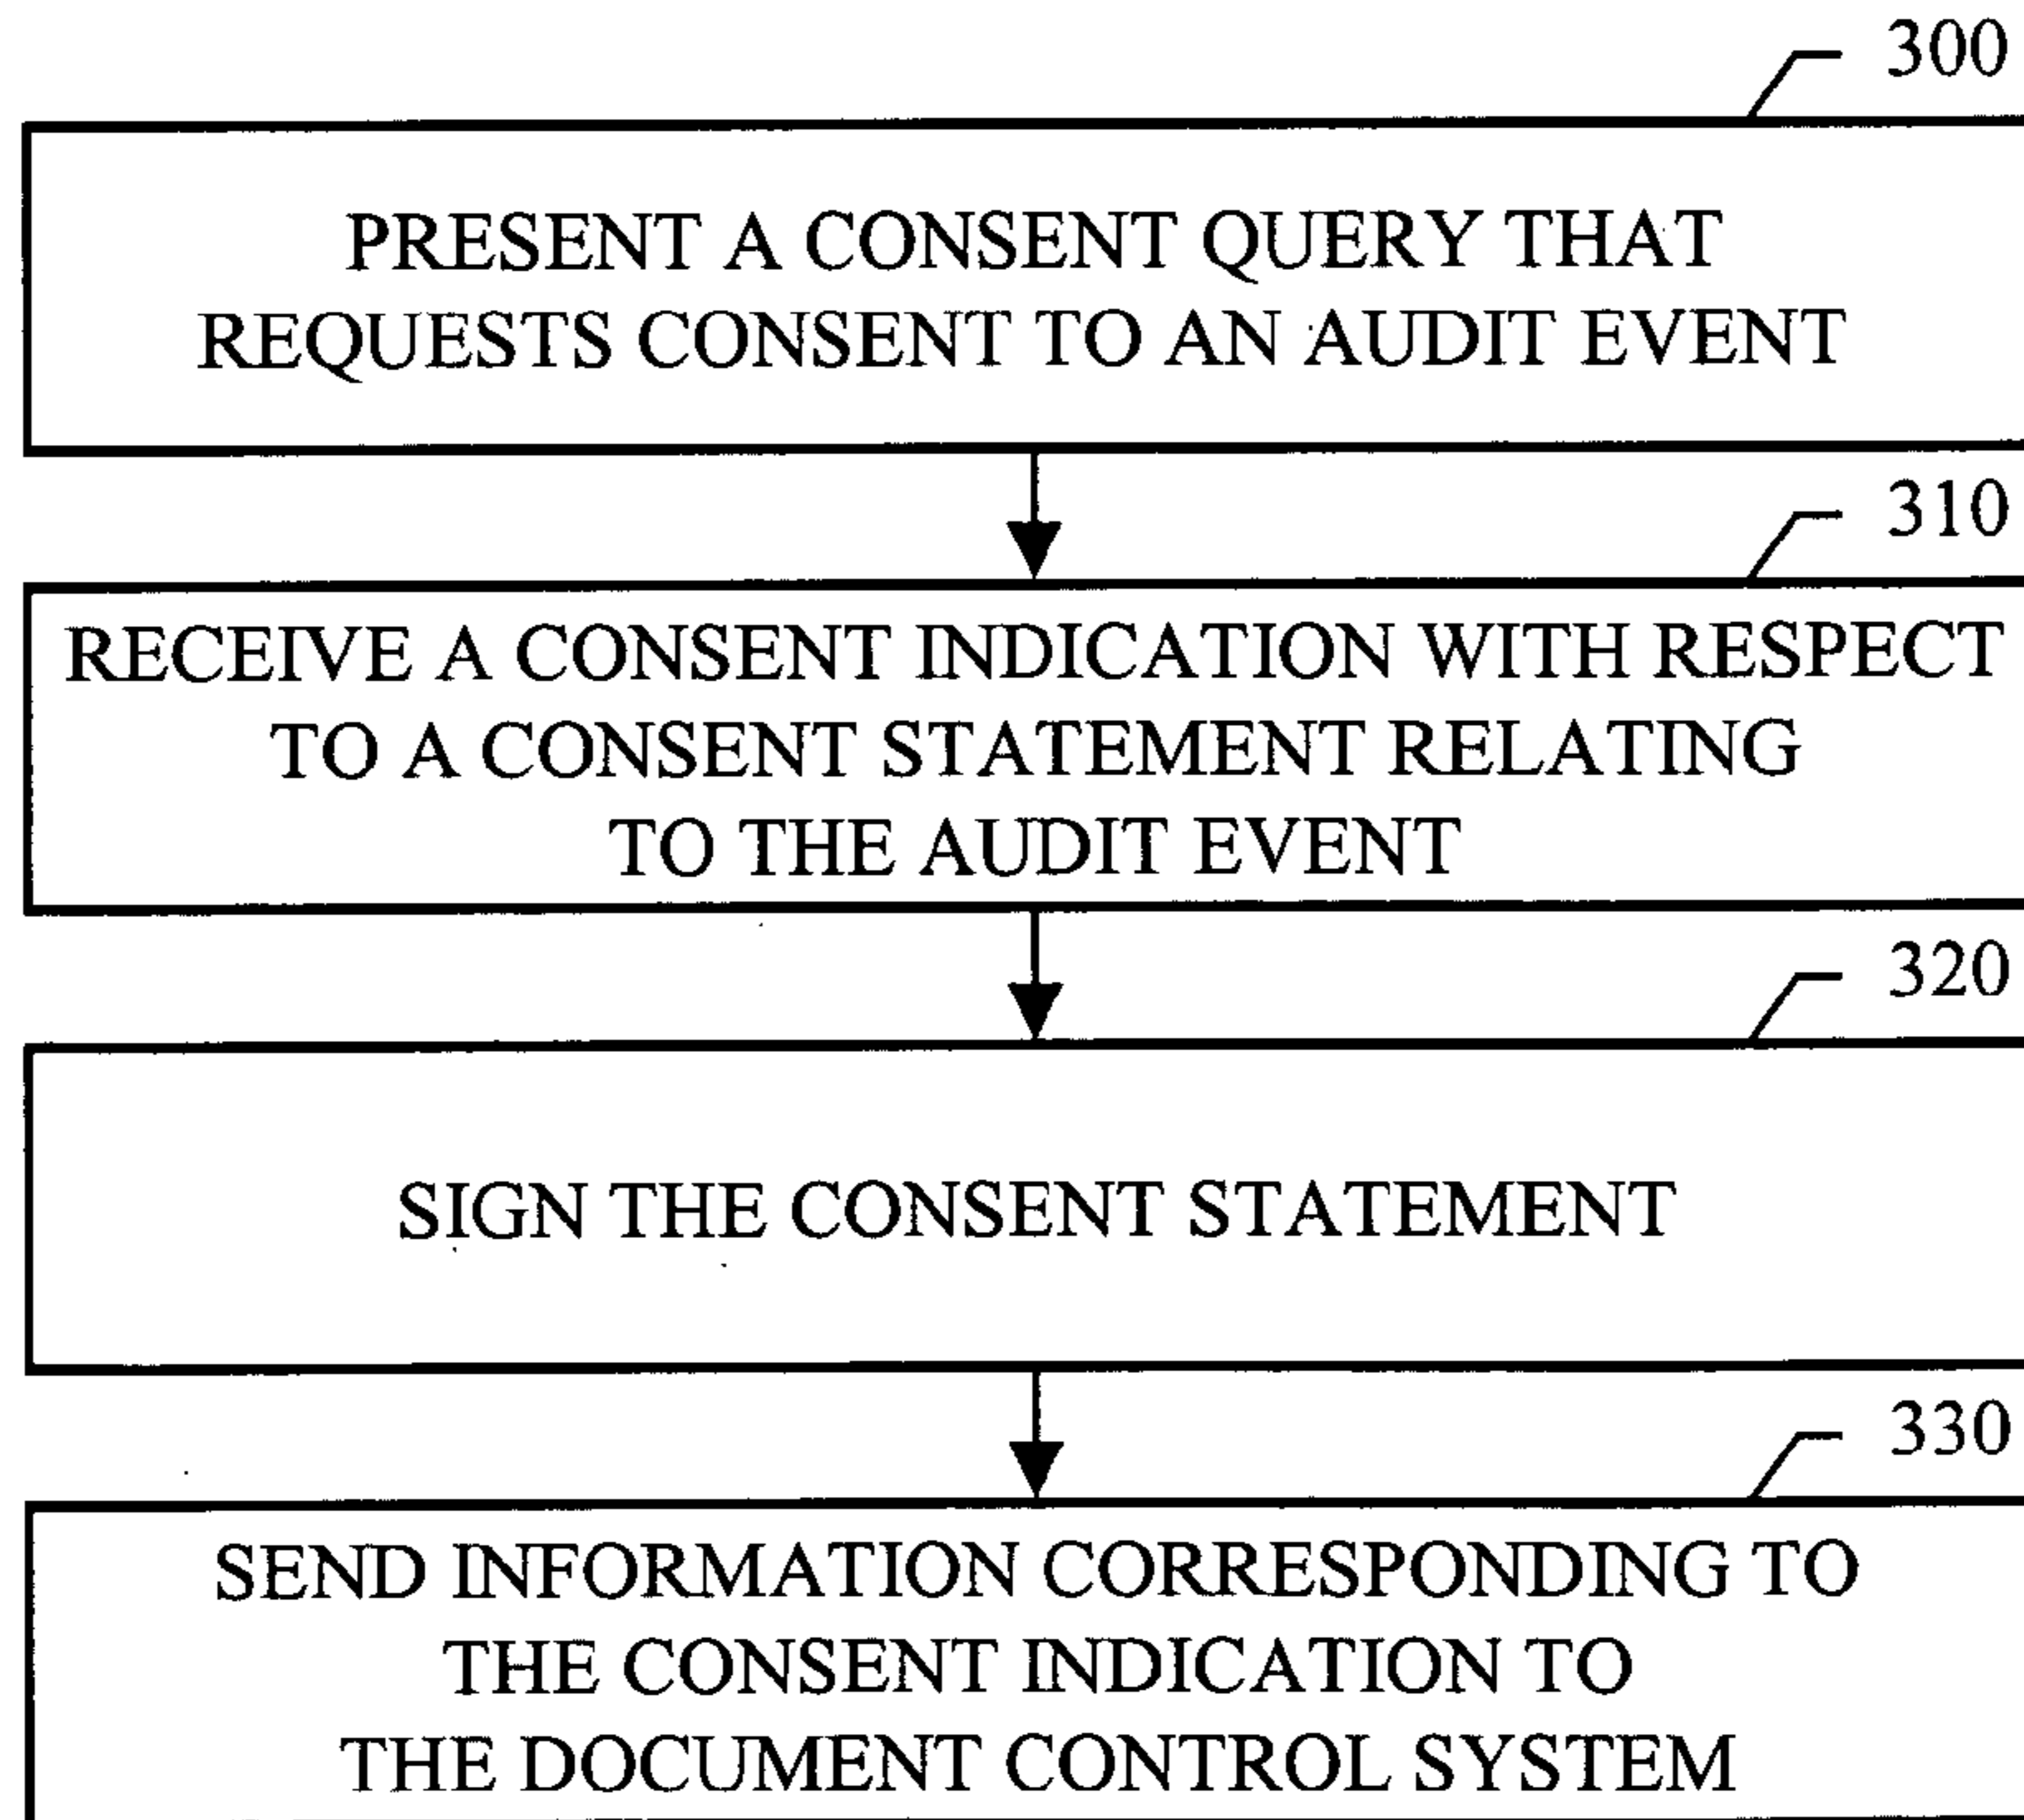 300
PRESENT A CONSENT QUERY THAT
REQUESTS CONSENT TO AN AUDIT EVENT
310
RECEIVE A CONSENT INDICATION WITH RESPECT
TO A CONSENT STATEMENT RELATING
TO THE AUDIT EVENT
320
SIGN THE CONSENT STATEMENT
330
SEND INFORMATION CORRESPONDING TO
THE CONSENT INDICATION TO
THE DOCUMENT CONTROL SYSTEM